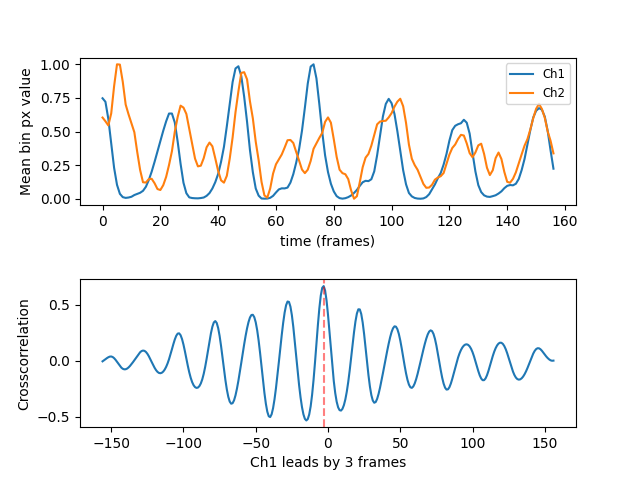 1.00
0.75
0.50
0.25
0.00
Mean bin px value
Ch1
Ch2
0 20 40 60 80 100 120 140 160
time (frames)
0.5
0.0
−0.5
Crosscorrelation
−150 −100 −50 0 50 100 150
Ch1 leads by 3 frames